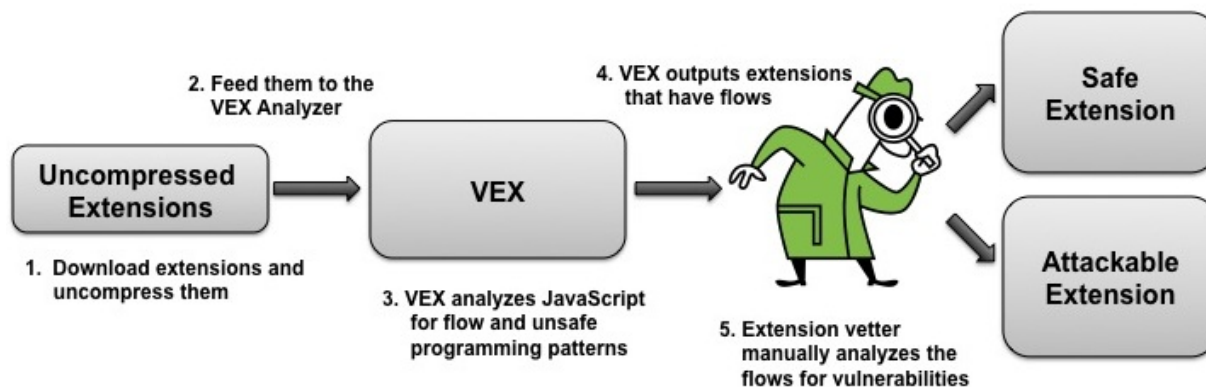 Uncompressed
Extensions
1. Download extensions and
uncompress them
2. Feed them to the
VEX Analyzer
VEX
3. VEX analyzes JavaScript
for flow and unsafe
programming patterns
4. VEX outputs extensions
that have flows
5. Extension vetter
manually analyzes the
flows for vulnerabilities
Safe
Extension
Attackable
Extension